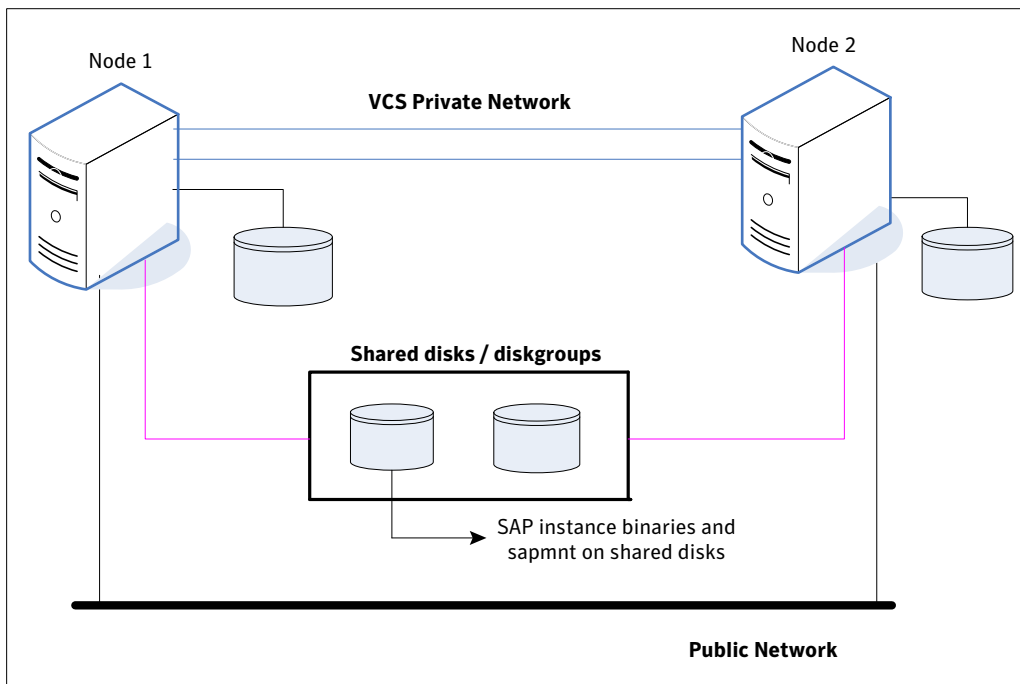 Node 1
Node 2
VCS Private Network
Shared disks / diskgroups
SAP instance binaries and
sapmnt on shared disks
Public Network